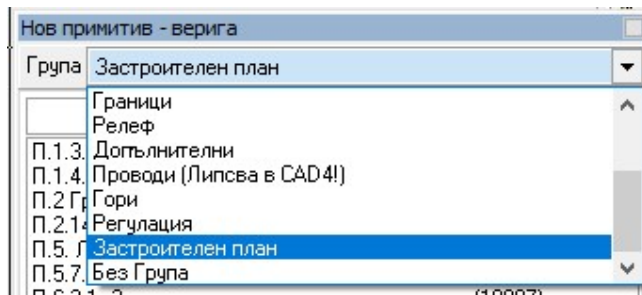 Нов примитив - верига
Група Застроителен план
Граници
Релеф
П.1.3. Допълнителни
П.1.4. Проводи (Липсва в CAD4!)
П.2 Гори
П.2.14 Регулация
П.5. Застроителен план
П.5.7. Без Група